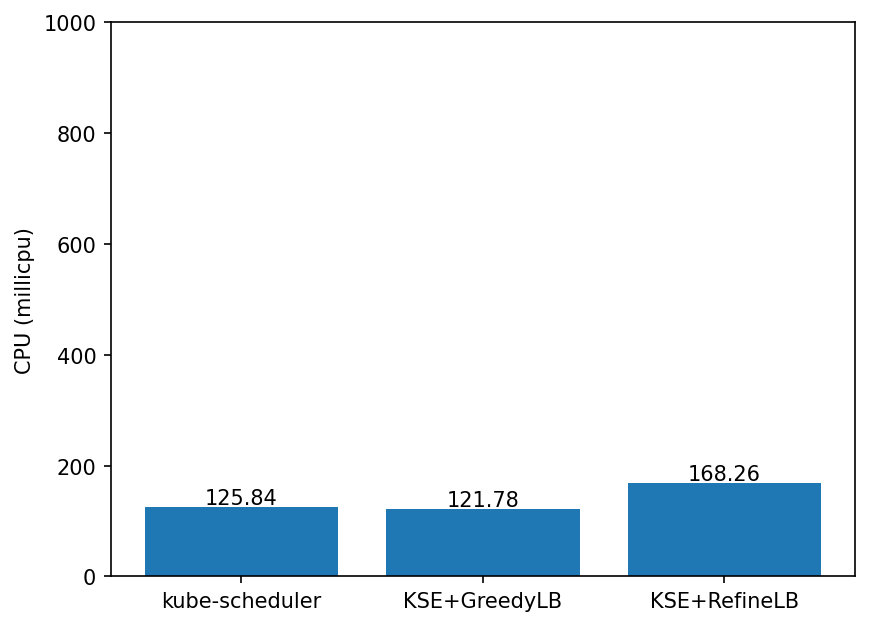 1000
800
600
400
200
0
CPU (millicpu)
125.84
121.78
168.26
kube-scheduler
KSE+GreedyLB
KSE+RefineLB